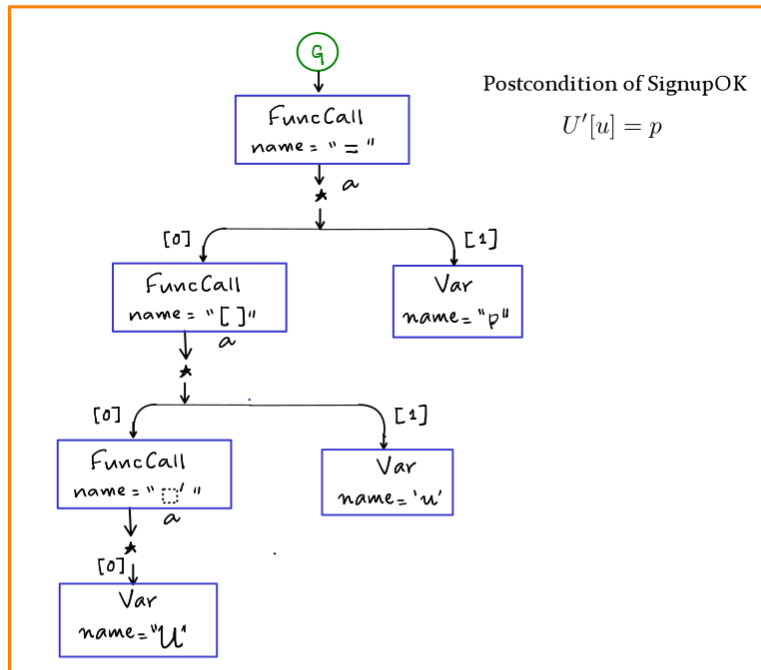 G
Postcondition of SignupOK
U′[u] = p
FuncCall
name = "="
a
*
[0]
[1]
FuncCall
name = "[ ]"
Var
name = "p"
a
*
[0]
[1]
FuncCall
name = "⬚′"
Var
name = 'u'
a
*
[0]
Var
name = "U"